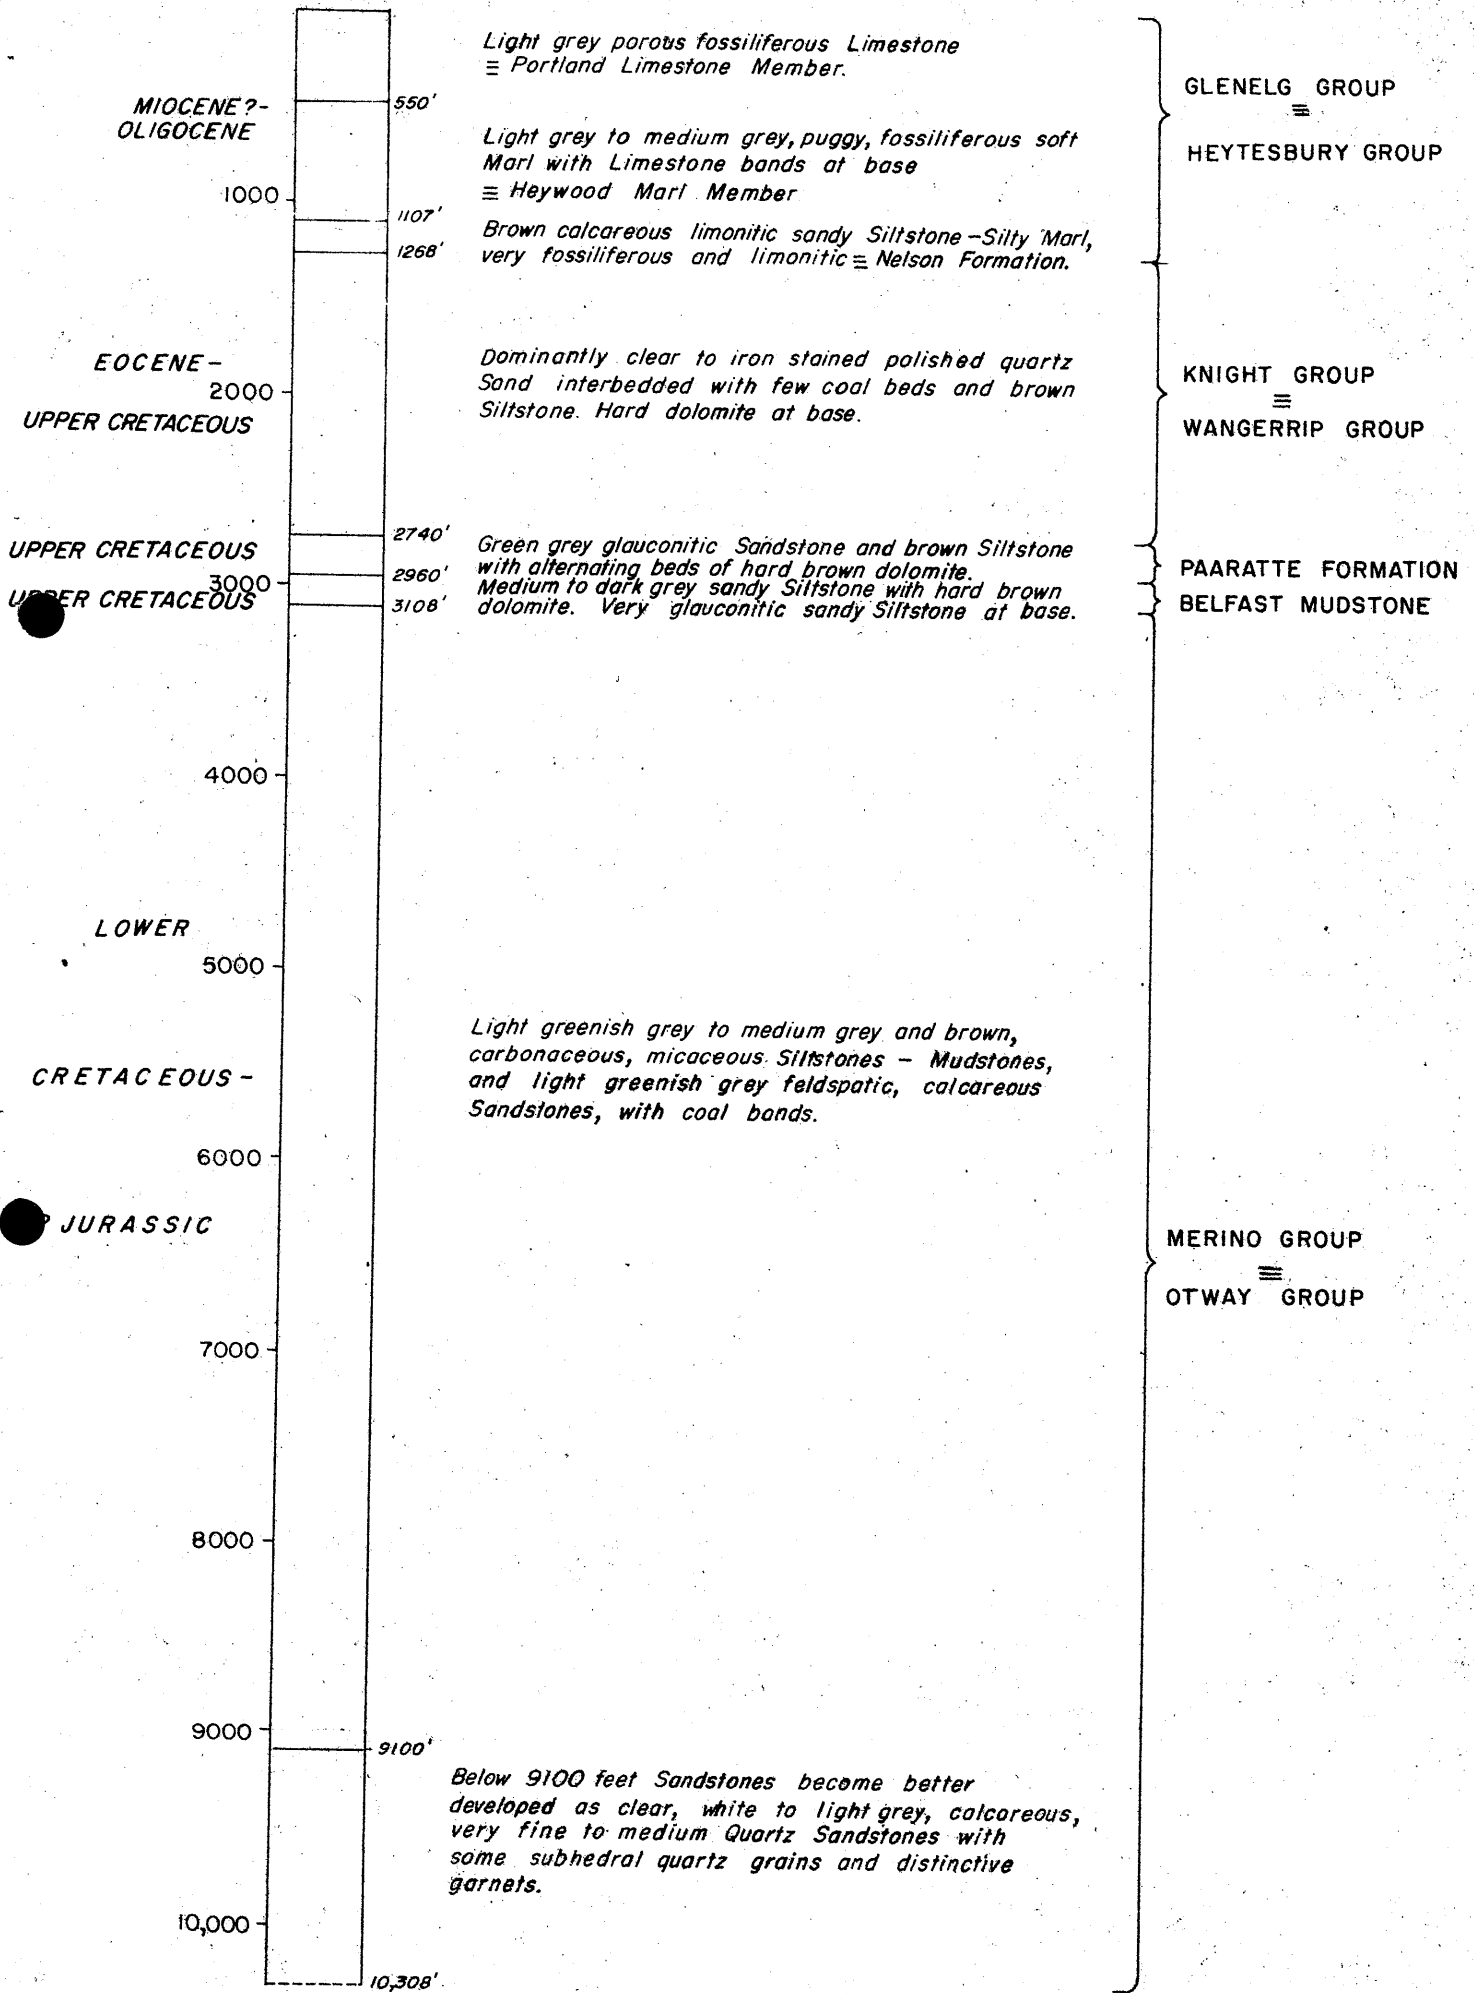 Light grey porous fossiliferous Limestone
≡ Portland Limestone Member.
GLENELG GROUP
≡
HEYTESBURY GROUP
MIOCENE?-
OLIGOCENE
550'
Light grey to medium grey, puggy, fossiliferous soft
Marl with Limestone bands at base
≡ Heywood Marl Member
1000
1107'
Brown calcareous limonitic sandy Siltstone - Silty Marl,
very fossiliferous and limonitic ≡ Nelson Formation.
1268'
EOCENE -
2000
UPPER CRETACEOUS
Dominantly clear to iron stained polished quartz
Sand interbedded with few coal beds and brown
Siltstone. Hard dolomite at base.
KNIGHT GROUP
≡
WANGERRIP GROUP
2740'
UPPER CRETACEOUS
Green grey glauconitic Sandstone and brown Siltstone
with alternating beds of hard brown dolomite.
PAARATTE FORMATION
2960'
3000
UPPER CRETACEOUS
Medium to dark grey sandy Siltstone with hard brown
dolomite. Very glauconitic sandy Siltstone at base.
BELFAST MUDSTONE
3108'
4000
LOWER
5000
Light greenish grey to medium grey and brown,
carbonaceous, micaceous Siltstones - Mudstones,
and light greenish grey feldspatic, calcareous
Sandstones, with coal bands.
CRETACEOUS -
6000
? JURASSIC
MERINO GROUP
≡
OTWAY GROUP
7000
8000
9000
9100'
Below 9100 feet Sandstones become better
developed as clear, white to light grey, calcareous,
very fine to medium Quartz Sandstones with
some subhedral quartz grains and distinctive
garnets.
10,000
10,308'